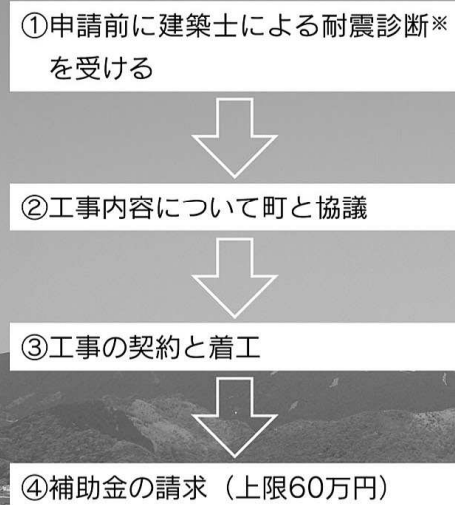 ①申請前に建築士による耐震診断※
を受ける
②工事内容について町と協議
③工事の契約と着工
④補助金の請求（上限60万円）